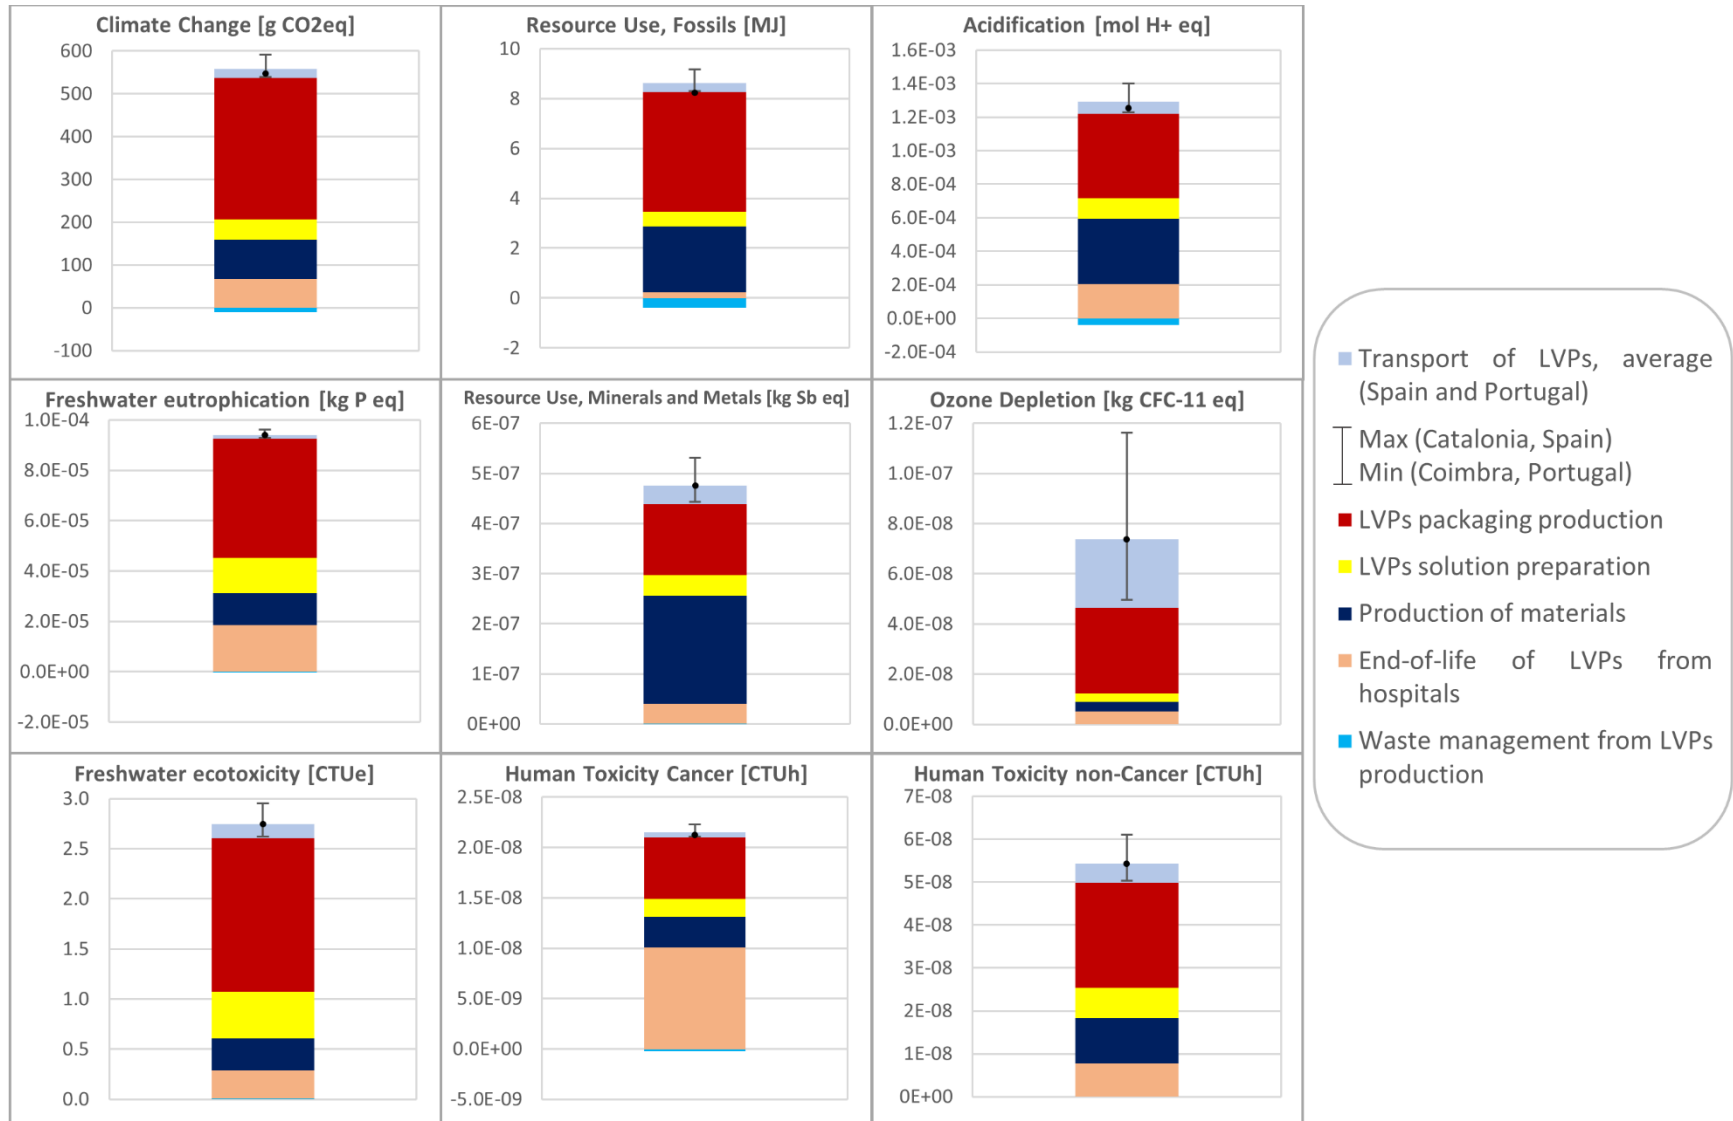 Climate Change [g CO2eq]
600
500
400
300
200
100
0
-100
Resource Use, Fossils [MJ]
10
8
6
4
2
0
-2
Acidification [mol H+ eq]
1.6E-03
1.4E-03
1.2E-03
1.0E-03
8.0E-04
6.0E-04
4.0E-04
2.0E-04
0.0E+00
-2.0E-04
Freshwater eutrophication [kg P eq]
1.0E-04
8.0E-05
6.0E-05
4.0E-05
2.0E-05
0.0E+00
-2.0E-05
Resource Use, Minerals and Metals [kg Sb eq]
6E-07
5E-07
4E-07
3E-07
2E-07
1E-07
0E+00
Ozone Depletion [kg CFC-11 eq]
1.2E-07
1.0E-07
8.0E-08
6.0E-08
4.0E-08
2.0E-08
0.0E+00
Freshwater ecotoxicity [CTUe]
3.0
2.5
2.0
1.5
1.0
0.5
0.0
Human Toxicity Cancer [CTUh]
2.5E-08
2.0E-08
1.5E-08
1.0E-08
5.0E-09
0.0E+00
-5.0E-09
Human Toxicity non-Cancer [CTUh]
7E-08
6E-08
5E-08
4E-08
3E-08
2E-08
1E-08
0E+00
Transport of LVPs, average
(Spain and Portugal)
Max (Catalonia, Spain)
Min (Coimbra, Portugal)
LVPs packaging production
LVPs solution preparation
Production of materials
End-of-life of LVPs from
hospitals
Waste management from LVPs
production